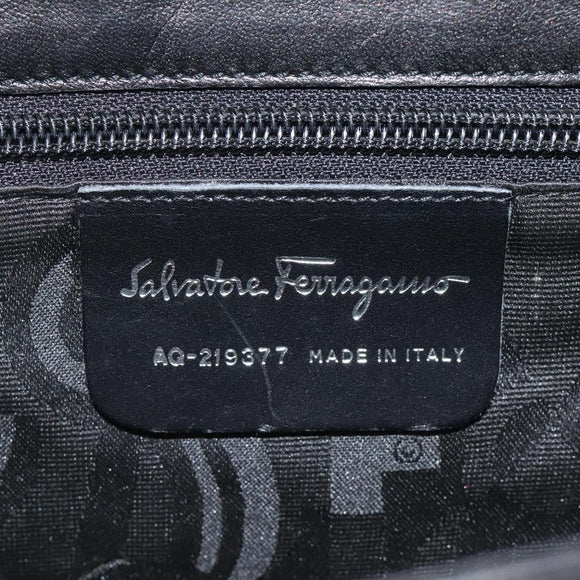 Salvatore Ferragamo
AQ-219377 MADE IN ITALY